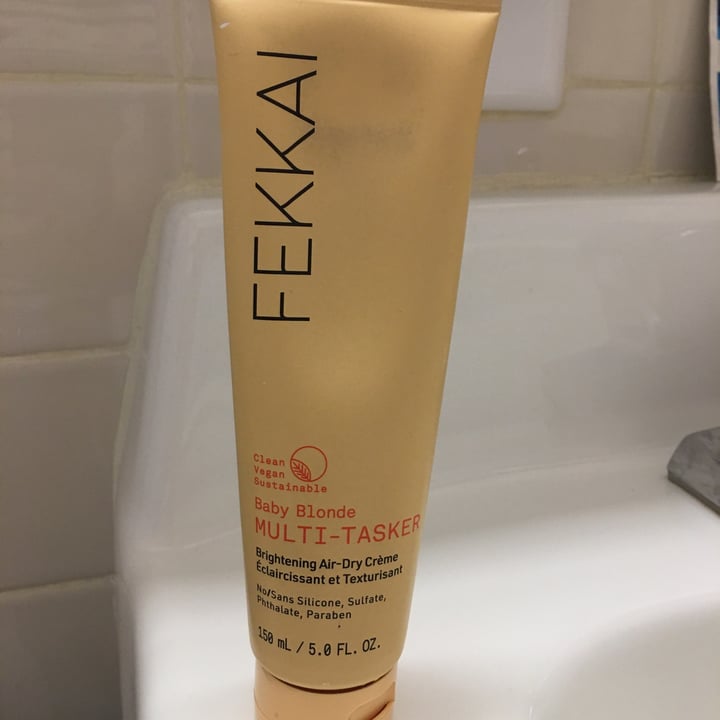 FEKKAI
Clean
Vegan
Sustainable
Baby Blonde
MULTI-TASKER
Brightening Air-Dry Crème
Éclaircissant et Texturisant
No/Sans Silicone, Sulfate,
Phthalate, Paraben
150 mL / 5.0 FL. OZ.